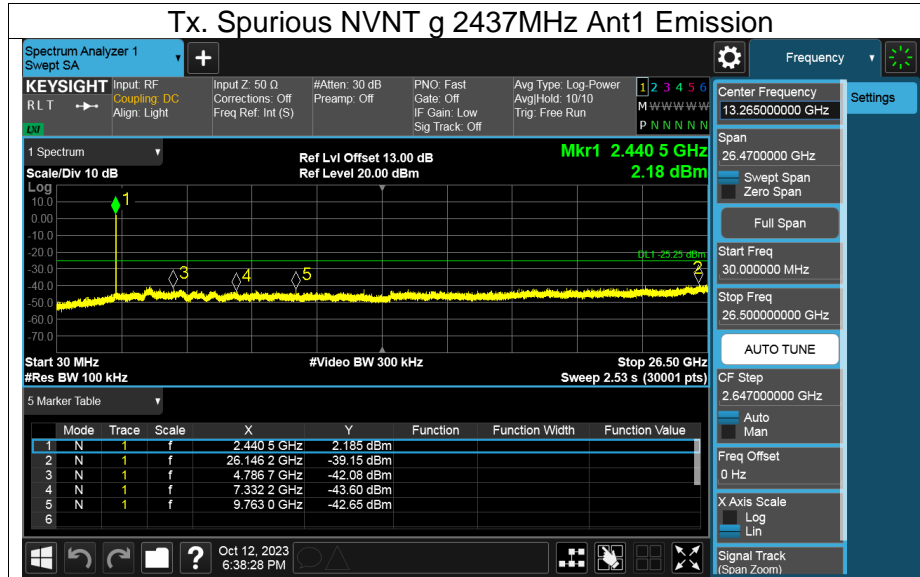 Tx. Spurious NVNT g 2437MHz Ant1 Emission
Spectrum Analyzer 1
Swept SA
+
Frequency
KEYSIGHT
RLT
LXI
Input: RF
Coupling: DC
Align: Light
Input Z: 50 Ω
Corrections: Off
Freq Ref: Int (S)
#Atten: 30 dB
Preamp: Off
PNO: Fast
Gate: Off
IF Gain: Low
Sig Track: Off
Avg Type: Log-Power
Avg|Hold: 10/10
Trig: Free Run
1 2 3 4 5 6
M W W W W W
P N N N N N
1 Spectrum
Scale/Div 10 dB
Ref Lvl Offset 13.00 dB
Ref Level 20.00 dBm
Mkr1 2.440 5 GHz
2.18 dBm
Log
10.0
0.00
-10.0
-20.0
-30.0
-40.0
-50.0
-60.0
-70.0
1
3
4
5
2
DL1 -25.25 dBm
Start 30 MHz
#Video BW 300 kHz
Stop 26.50 GHz
#Res BW 100 kHz
Sweep 2.53 s (30001 pts)
5 Marker Table
Mode Trace Scale X Y Function Function Width Function Value
1 N 1 f 2.440 5 GHz 2.185 dBm
2 N 1 f 26.146 2 GHz -39.15 dBm
3 N 1 f 4.786 7 GHz -42.08 dBm
4 N 1 f 7.332 2 GHz -43.60 dBm
5 N 1 f 9.763 0 GHz -42.65 dBm
6
?
Oct 12, 2023
6:38:28 PM
Center Frequency
13.265000000 GHz
Settings
Span
26.4700000 GHz
Swept Span
Zero Span
Full Span
Start Freq
30.000000 MHz
Stop Freq
26.500000000 GHz
AUTO TUNE
CF Step
2.647000000 GHz
Auto
Man
Freq Offset
0 Hz
X Axis Scale
Log
Lin
Signal Track
(Span Zoom)